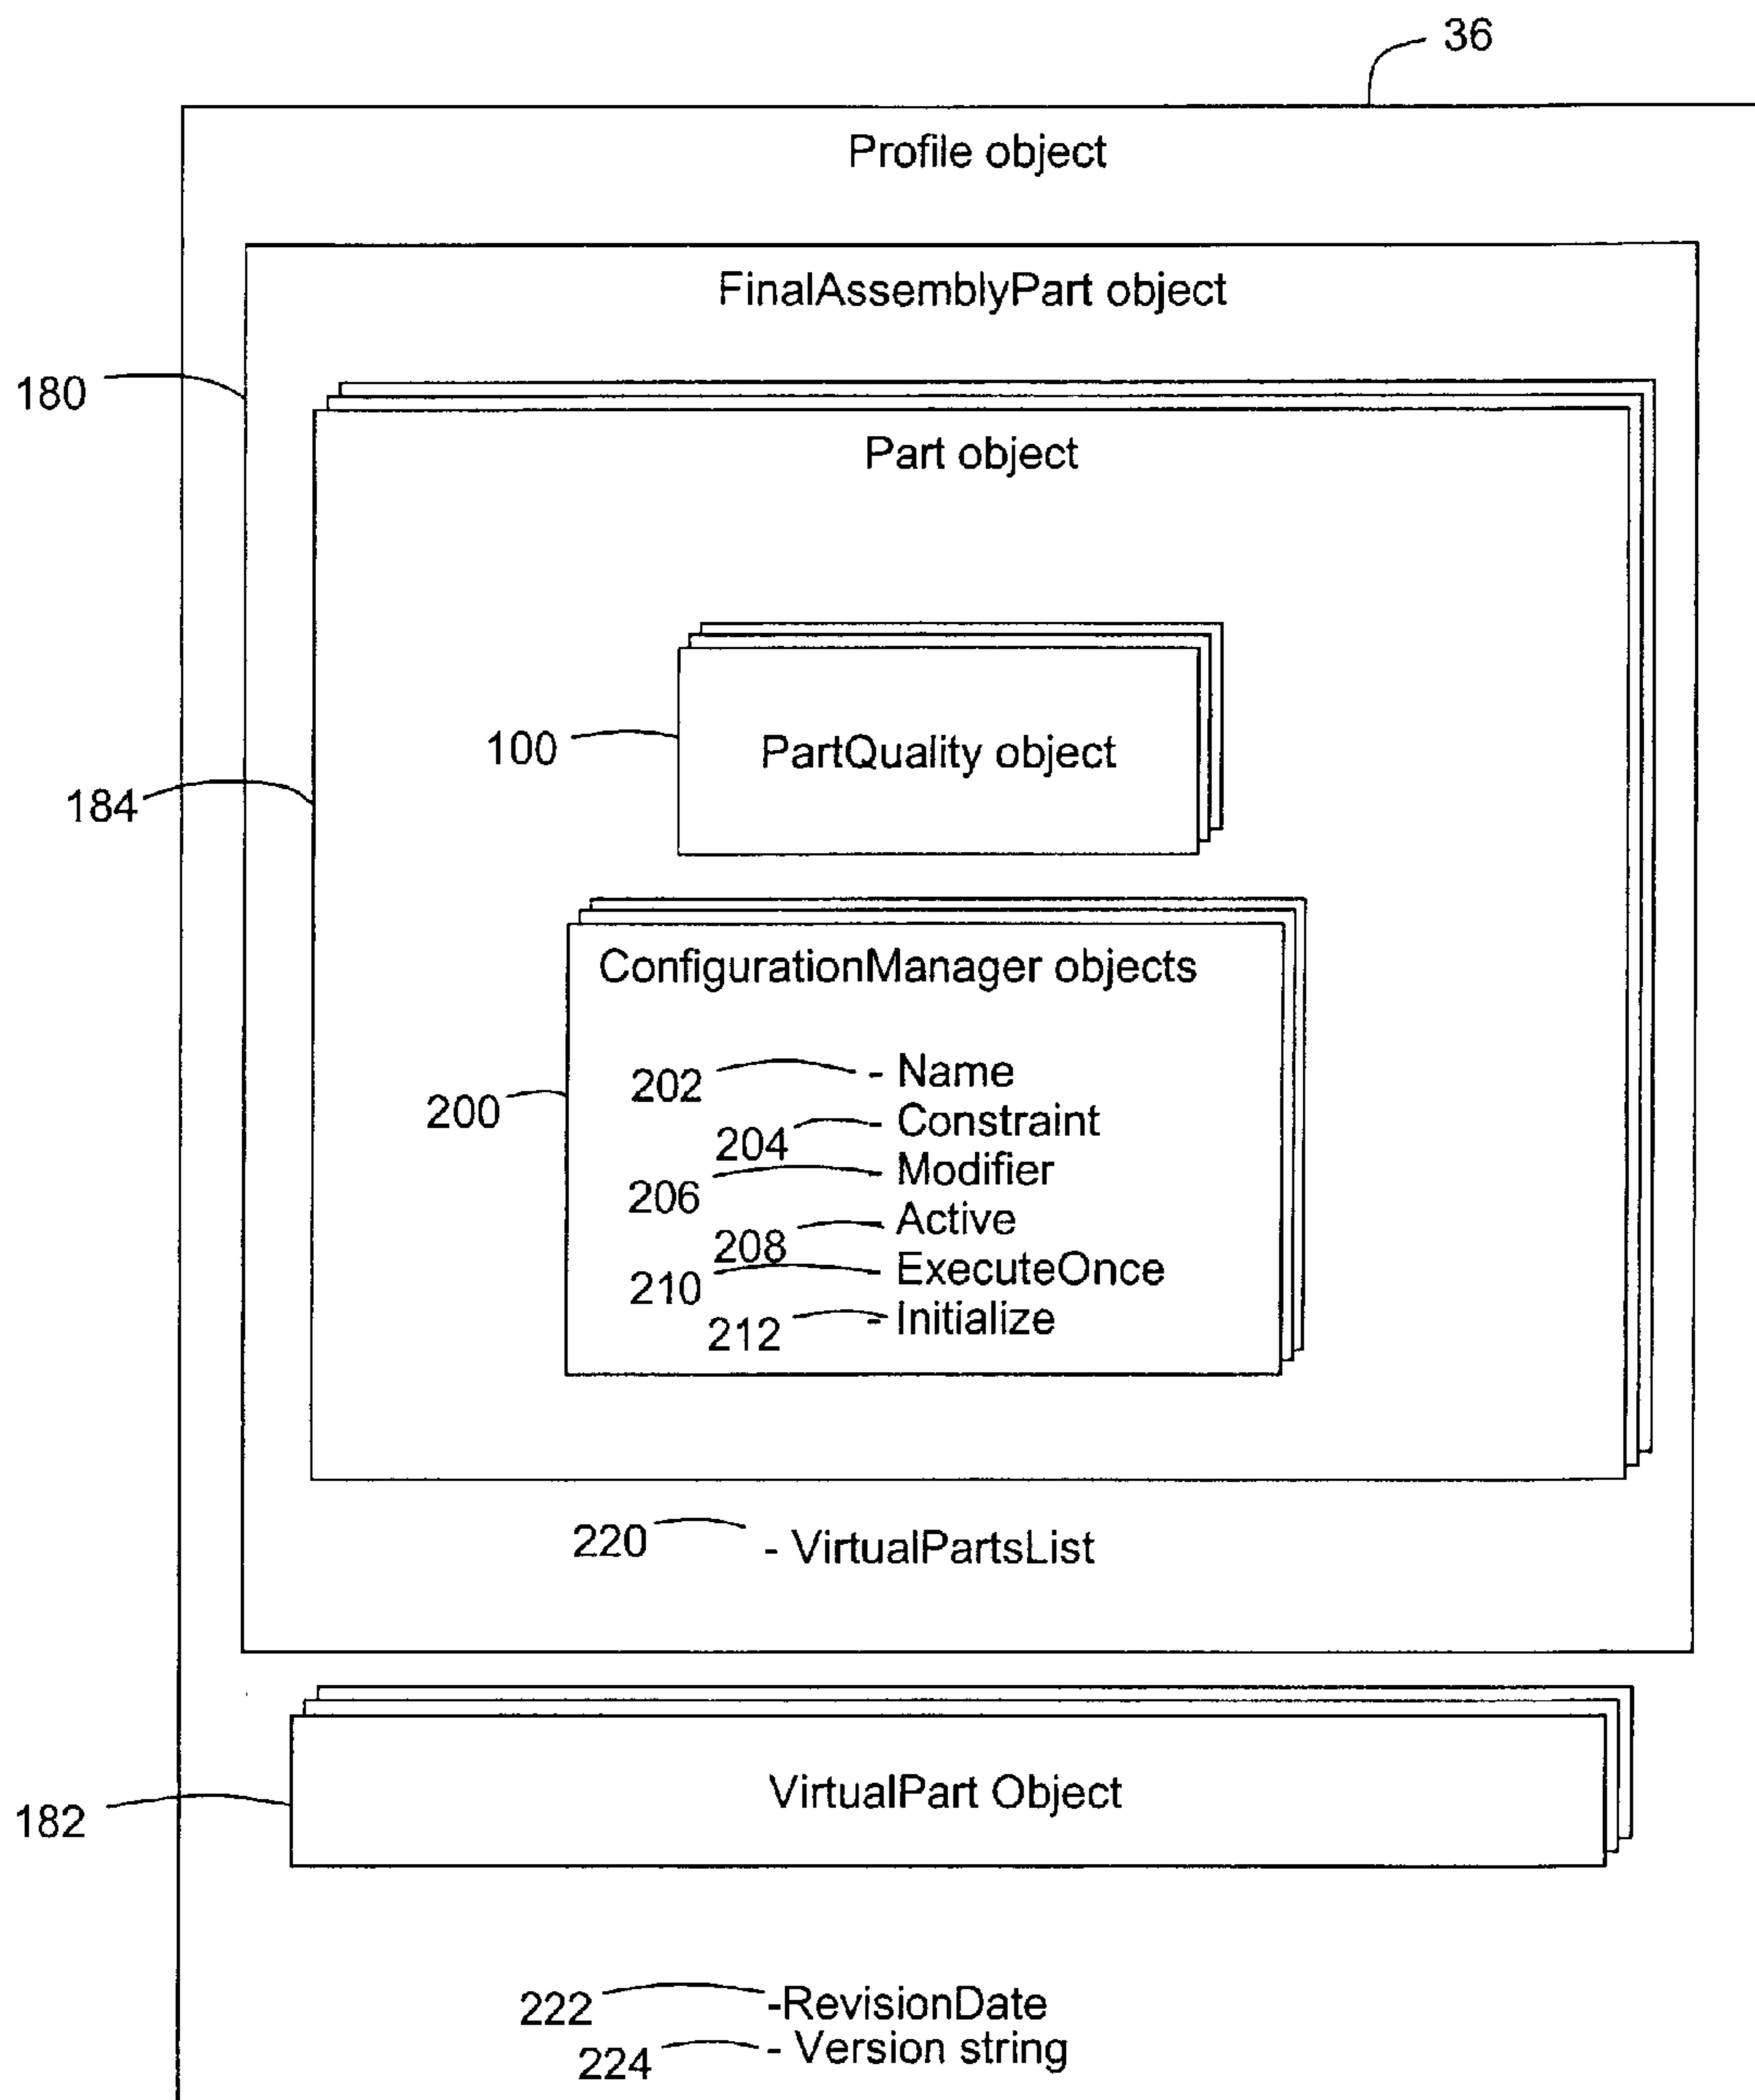 36
Profile object
FinalAssemblyPart object
180
Part object
100
PartQuality object
184
ConfigurationManager objects
202 - Name
200
204 - Constraint
206 - Modifier
208 - Active
210 - ExecuteOnce
212 - Initialize
220 - VirtualPartsList
182
VirtualPart Object
222 -RevisionDate
224 - Version string